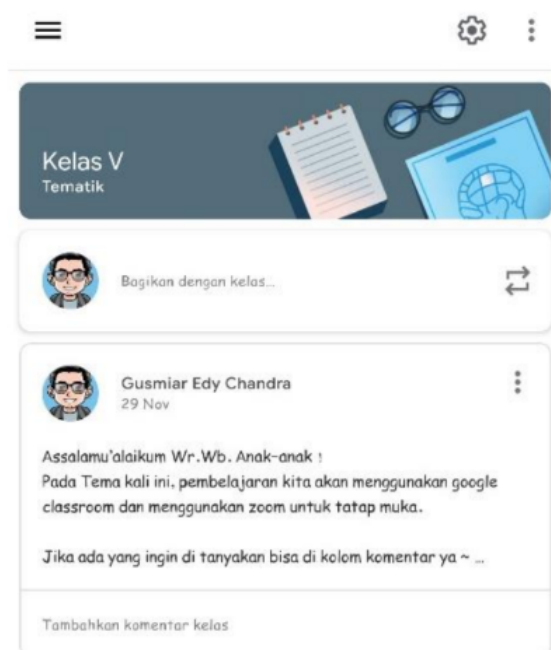 Kelas V
Tematik
Bagikan dengan kelas...
Gusmiar Edy Chandra
29 Nov
Assalamu'alaikum Wr.Wb. Anak-anak !
Pada Tema kali ini, pembelajaran kita akan menggunakan google
classroom dan menggunakan zoom untuk tatap muka.
Jika ada yang ingin di tanyakan bisa di kolom komentar ya ~ ...
Tambahkan komentar kelas